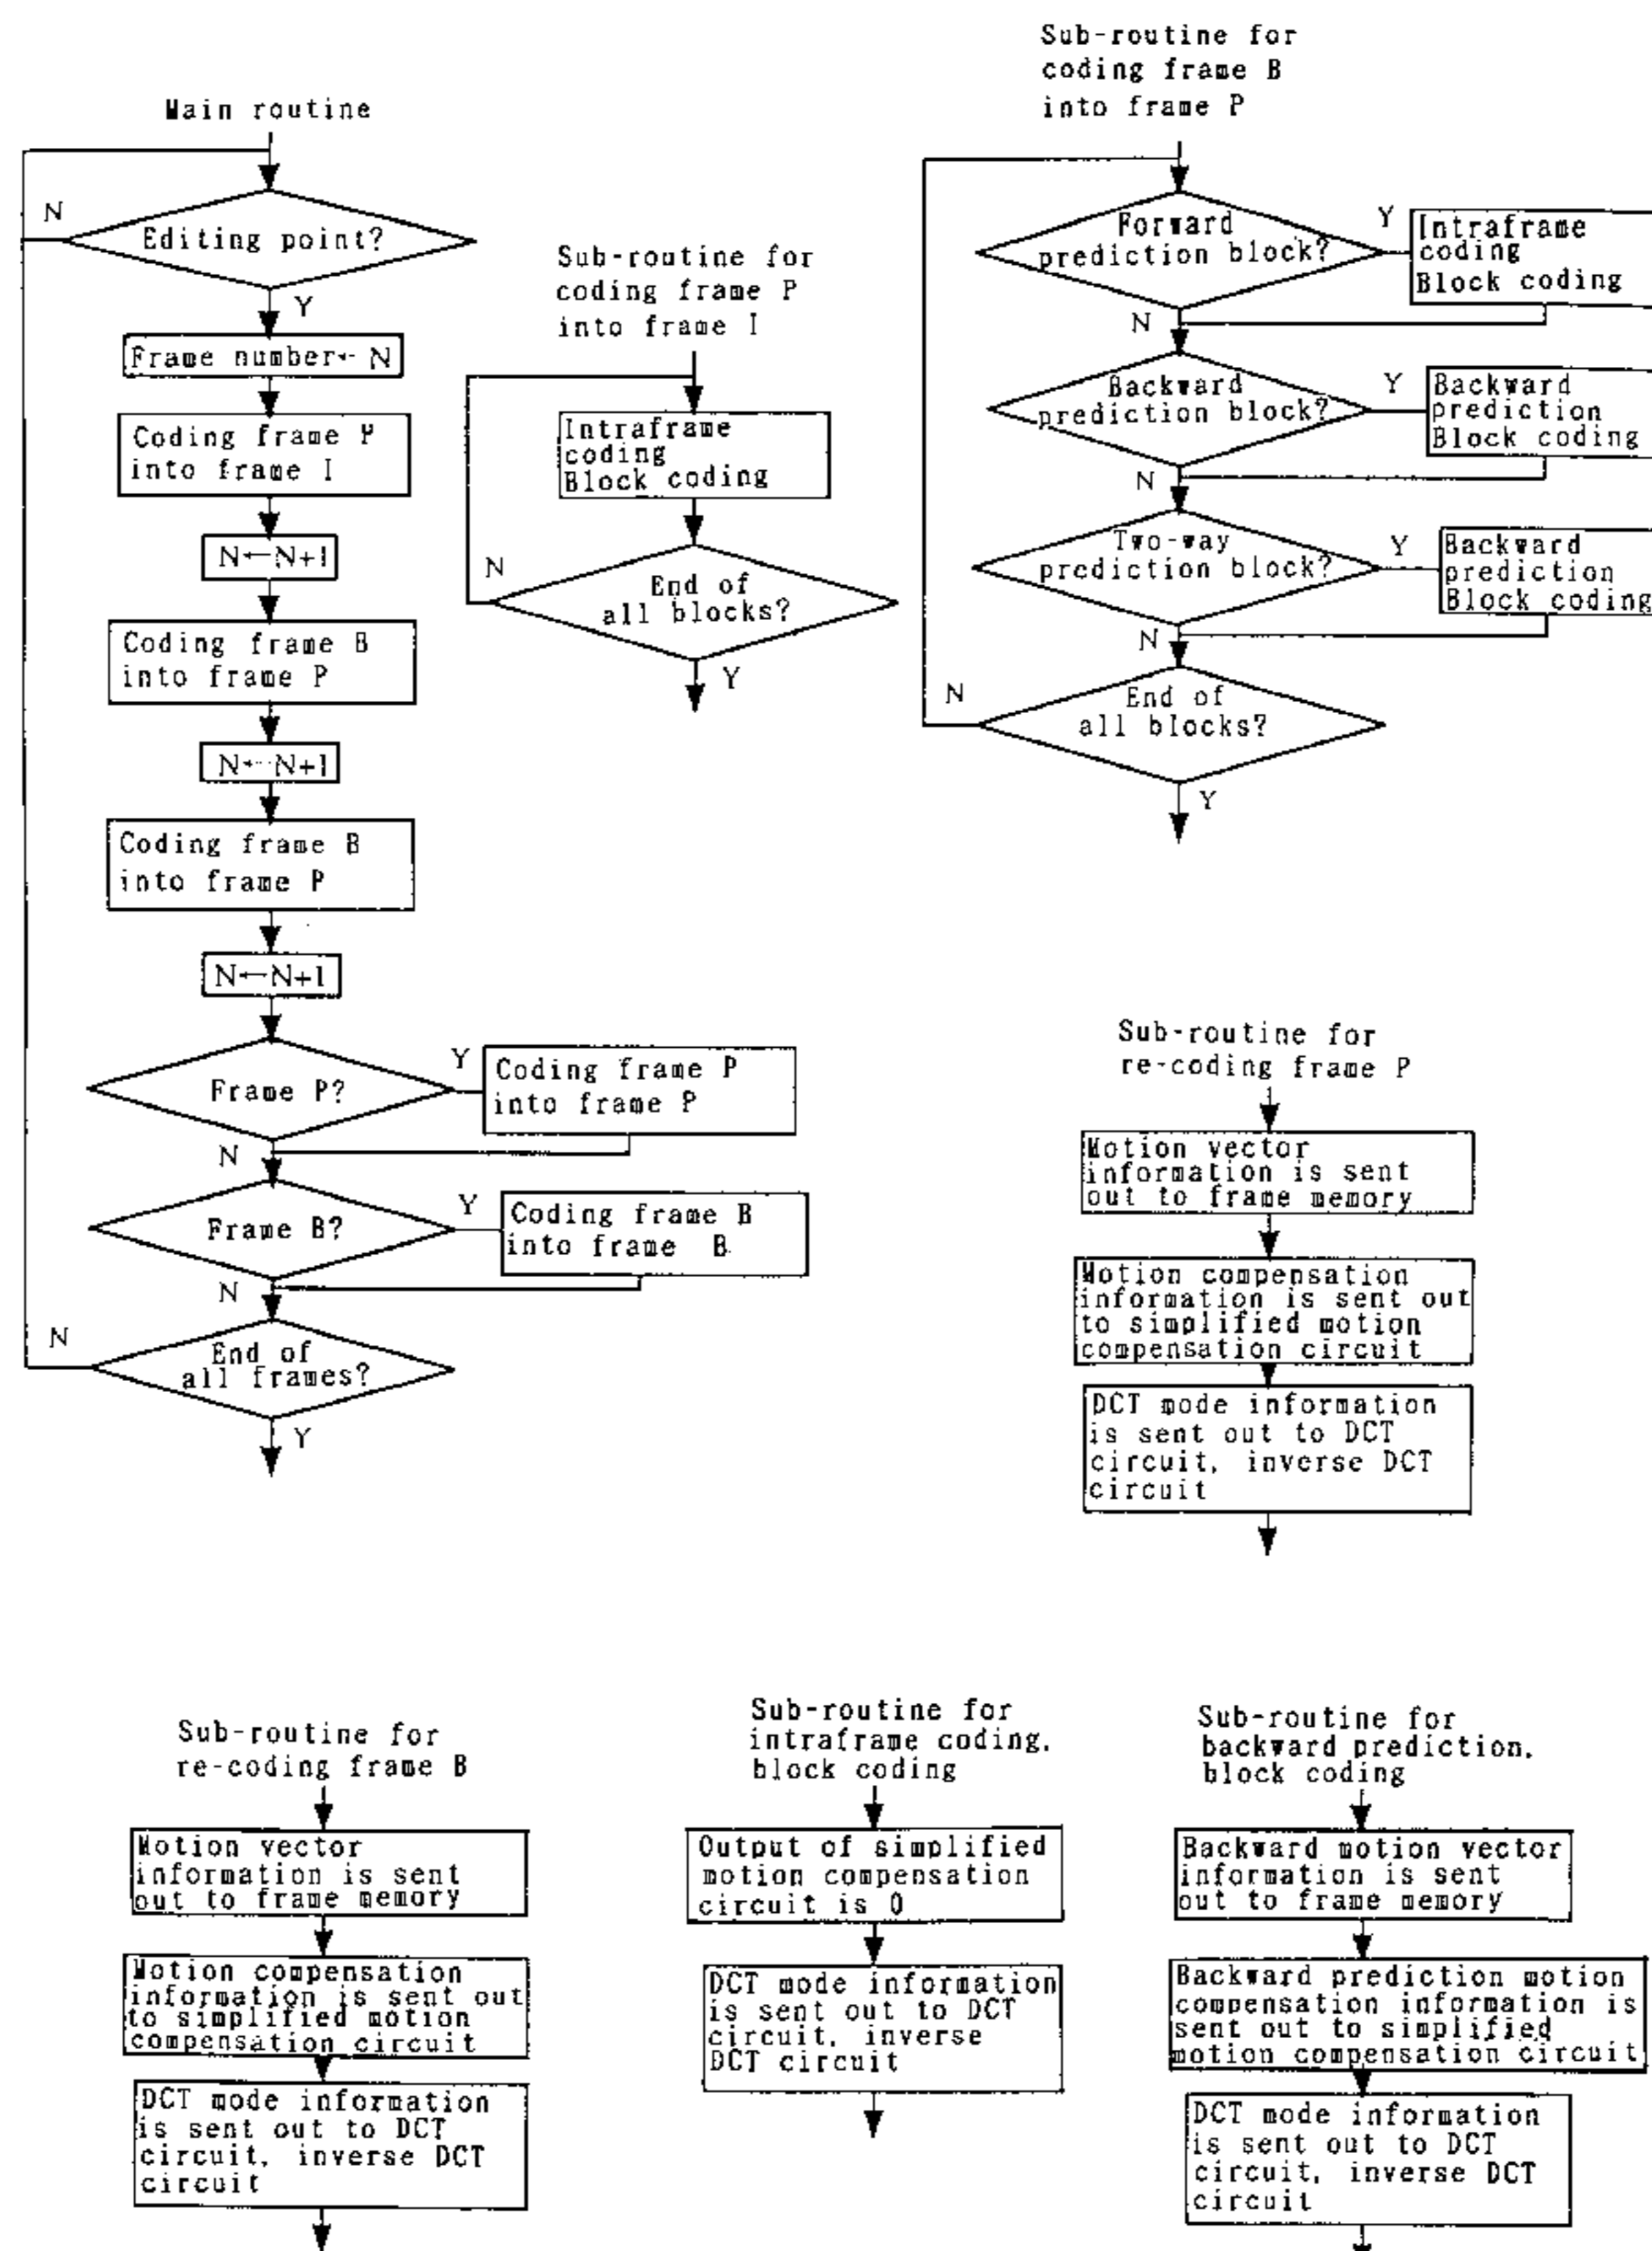 Main routine
N
Editing point?
Y
Frame number← N
Coding frame P
into frame I
N←N+1
Coding frame B
into frame P
N←N+1
Coding frame B
into frame P
N←N+1
Frame P?
Y
Coding frame P
into frame P
N
Frame B?
Y
Coding frame B
into frame B
N
N
End of
all frames?
Y
Sub-routine for
coding frame P
into frame I
Intraframe
coding
Block coding
N
End of
all blocks?
Y
Sub-routine for
coding frame B
into frame P
Forward
prediction block?
Y
Intraframe
coding
Block coding
N
Backward
prediction block?
Y
Backward
prediction
Block coding
N
Two-way
prediction block?
Y
Backward
prediction
Block coding
N
N
End of
all blocks?
Y
Sub-routine for
re-coding frame P
Motion vector
information is sent
out to frame memory
Motion compensation
information is sent out
to simplified motion
compensation circuit
DCT mode information
is sent out to DCT
circuit, inverse DCT
circuit
Sub-routine for
re-coding frame B
Motion vector
information is sent
out to frame memory
Motion compensation
information is sent out
to simplified motion
compensation circuit
DCT mode information
is sent out to DCT
circuit, inverse DCT
circuit
Sub-routine for
intraframe coding,
block coding
Output of simplified
motion compensation
circuit is 0
DCT mode information
is sent out to DCT
circuit, inverse
DCT circuit
Sub-routine for
backward prediction,
block coding
Backward motion vector
information is sent
out to frame memory
Backward prediction motion
compensation information is
sent out to simplified
motion compensation circuit
DCT mode information
is sent out to DCT
circuit, inverse DCT
circuit